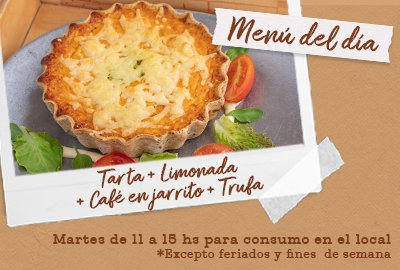 Menú del día
Tarta + Limonada
+ Café en jarrito + Trufa
Martes de 11 a 15 hs para consumo en el local
*Excepto feriados y fines de semana